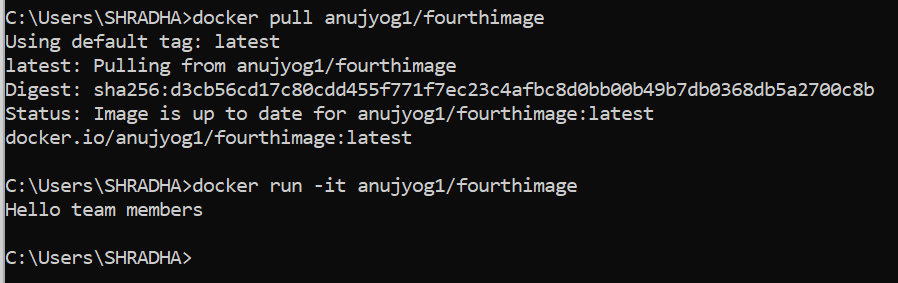 C:\Users\SHRADHA>docker pull anujyog1/fourthimage
Using default tag: latest
latest: Pulling from anujyog1/fourthimage
Digest: sha256:d3cb56cd17c80cdd455f771f7ec23c4afbc8d0bb00b49b7db0368db5a2700c8b
Status: Image is up to date for anujyog1/fourthimage:latest
docker.io/anujyog1/fourthimage:latest
C:\Users\SHRADHA>docker run -it anujyog1/fourthimage
Hello team members
C:\Users\SHRADHA>